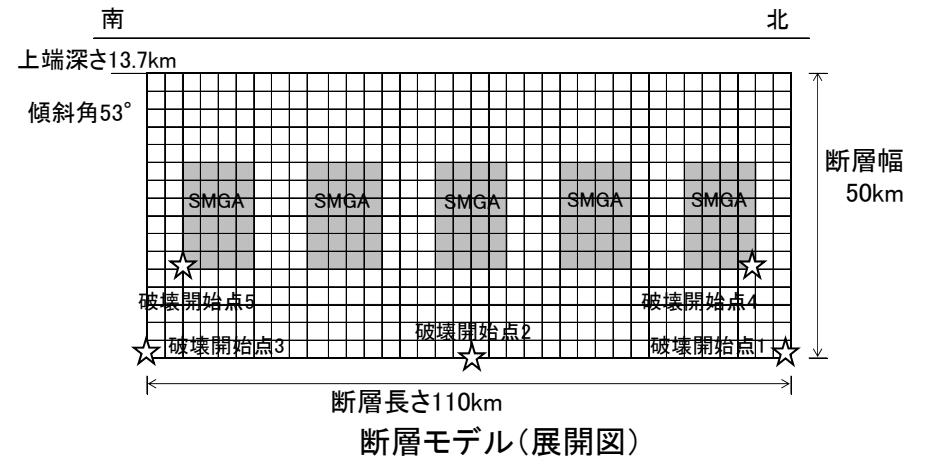 南 北
上端深さ13.7km
傾斜角53°
断層幅
50km
SMGA SMGA SMGA SMGA SMGA
破壊開始点5 破壊開始点4
破壊開始点2
破壊開始点3 破壊開始点1
断層長さ110km
断層モデル(展開図)